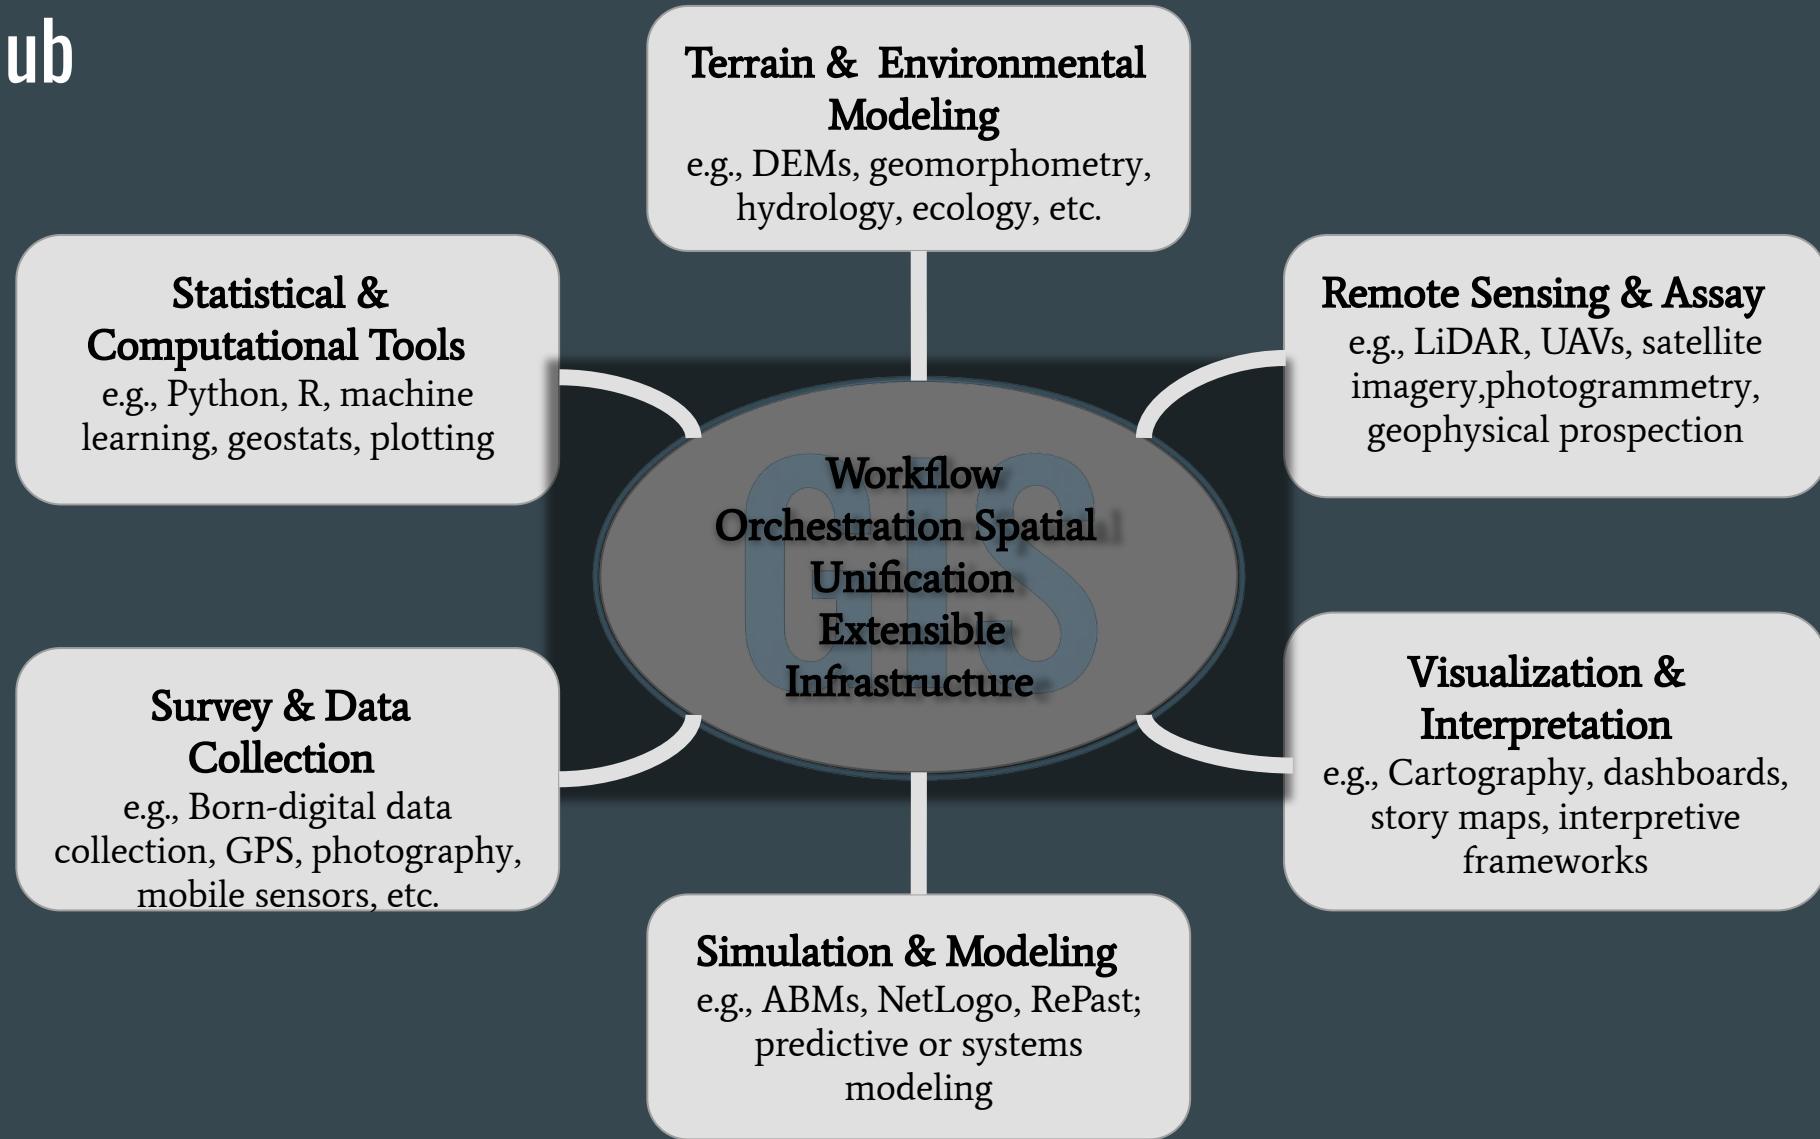 ub
Terrain &  Environmental
Modeling
e.g., DEMs, geomorphometry,
hydrology, ecology, etc.
Statistical &
Computational Tools
e.g., Python, R, machine
learning, geostats, plotting
Remote Sensing & Assay
e.g., LiDAR, UAVs, satellite
imagery,photogrammetry,
geophysical prospection
GIS
Workflow
Orchestration Spatial
Unification
Extensible
Infrastructure
Survey & Data
Collection
e.g., Born-digital data
collection, GPS, photography,
mobile sensors, etc.
Visualization &
Interpretation
e.g., Cartography, dashboards,
story maps, interpretive
frameworks
Simulation & Modeling
e.g., ABMs, NetLogo, RePast;
predictive or systems
modeling